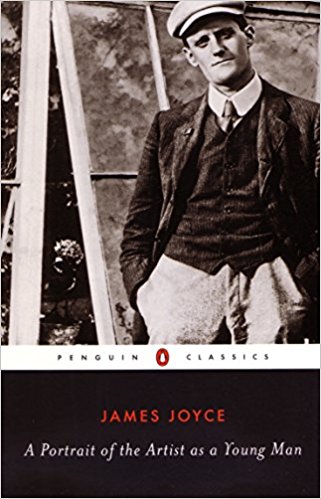 PENGUIN CLASSICS
JAMES JOYCE
A Portrait of the Artist as a Young Man